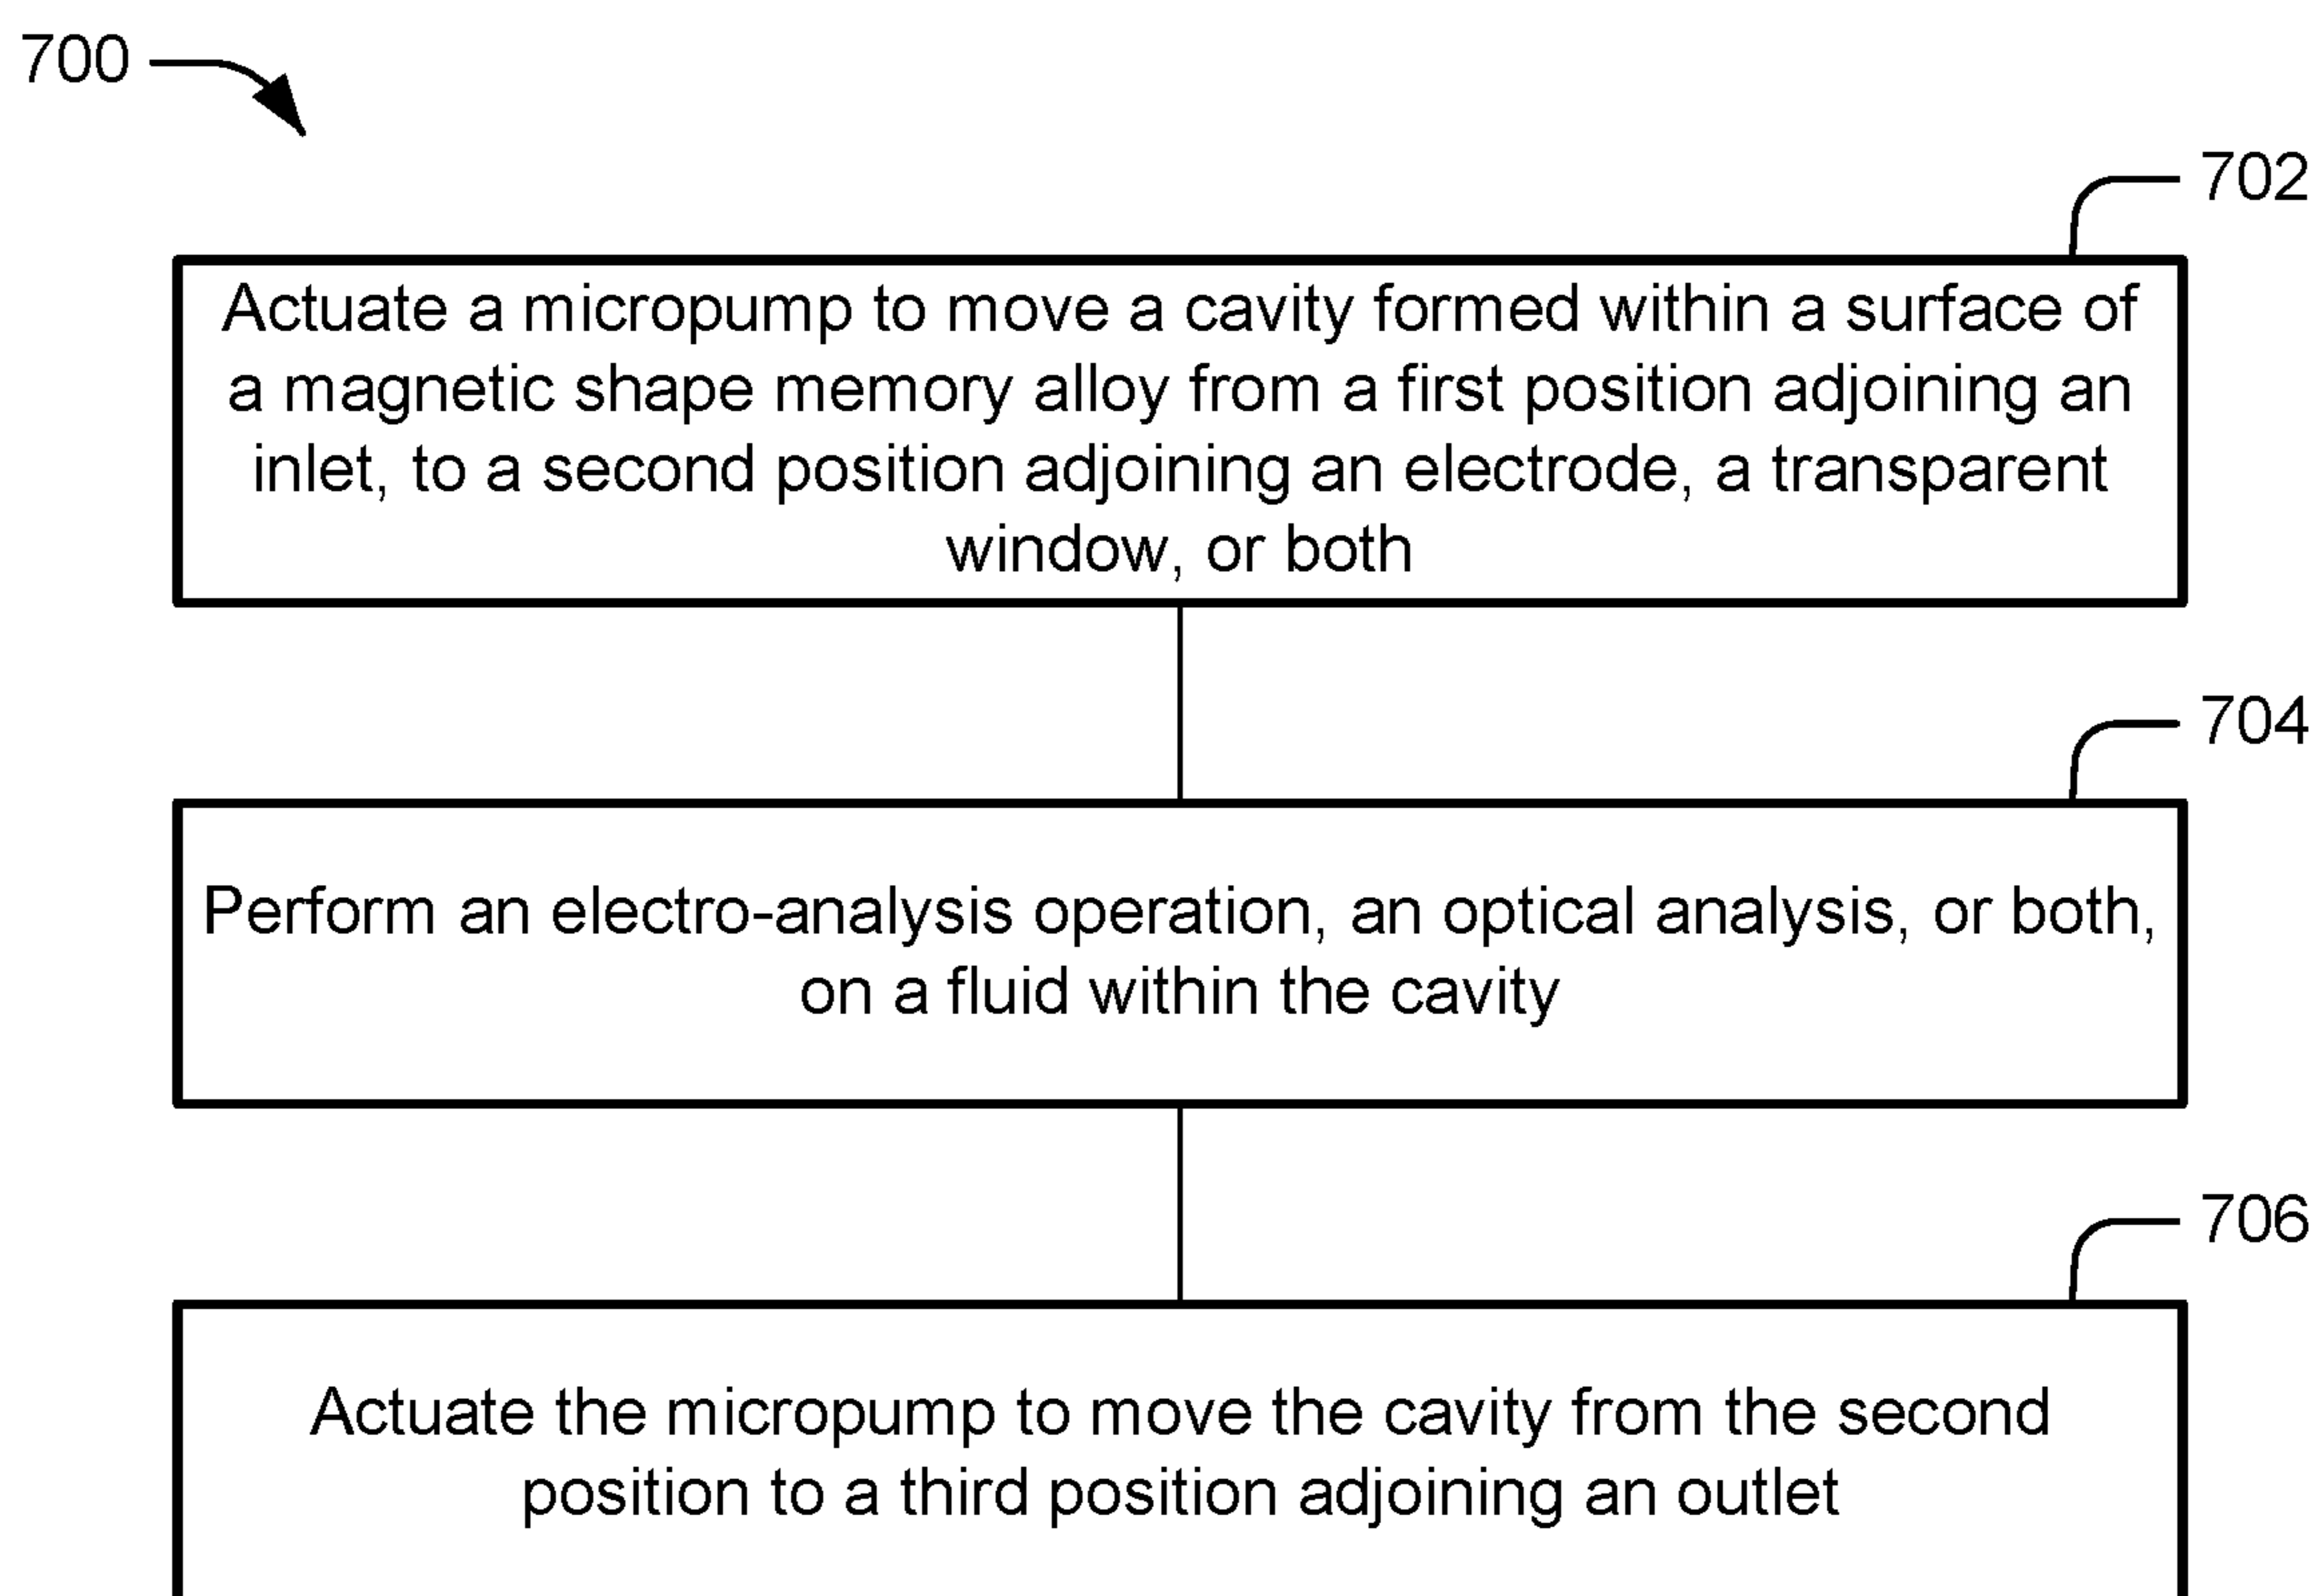 700
702
Actuate a micropump to move a cavity formed within a surface of
a magnetic shape memory alloy from a first position adjoining an
inlet, to a second position adjoining an electrode, a transparent
window, or both
704
Perform an electro-analysis operation, an optical analysis, or both,
on a fluid within the cavity
706
Actuate the micropump to move the cavity from the second
position to a third position adjoining an outlet